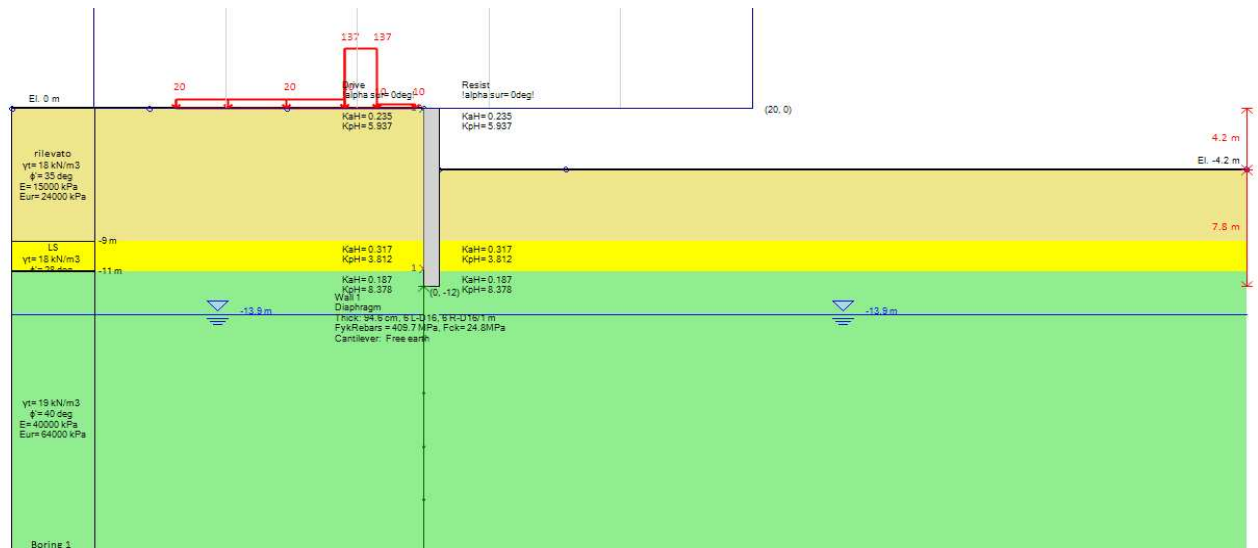 137 137
20
20
10
El. 0 m
Drive
!alpha sur= 0deg!
Resist
!alpha sur= 0deg!
(20, 0)
KaH= 0.235
KpH= 5.937
KaH= 0.235
KpH= 5.937
4.2 m
El. -4.2 m
rilevato
γt= 18 kN/m3
ϕ'= 35 deg
E= 15000 kPa
Eur= 24000 kPa
7.8 m
-9 m
LS
γt= 18 kN/m3
ϕ'= 28 deg
-11 m
KaH= 0.317
KpH= 3.812
KaH= 0.317
KpH= 3.812
1
KaH= 0.187
KpH= 8.378
KaH= 0.187
KpH= 8.378
(0, -12)
Wall 1
Diaphragm
Thick: 94.6 cm, 6 L-D16, 6 R-D16/1 m
FykRebars = 409.7 MPa, Fck= 24.8MPa
Cantilever: Free earth
-13.9 m
-13.9 m
γt= 19 kN/m3
ϕ'= 40 deg
E= 40000 kPa
Eur= 64000 kPa
Boring 1